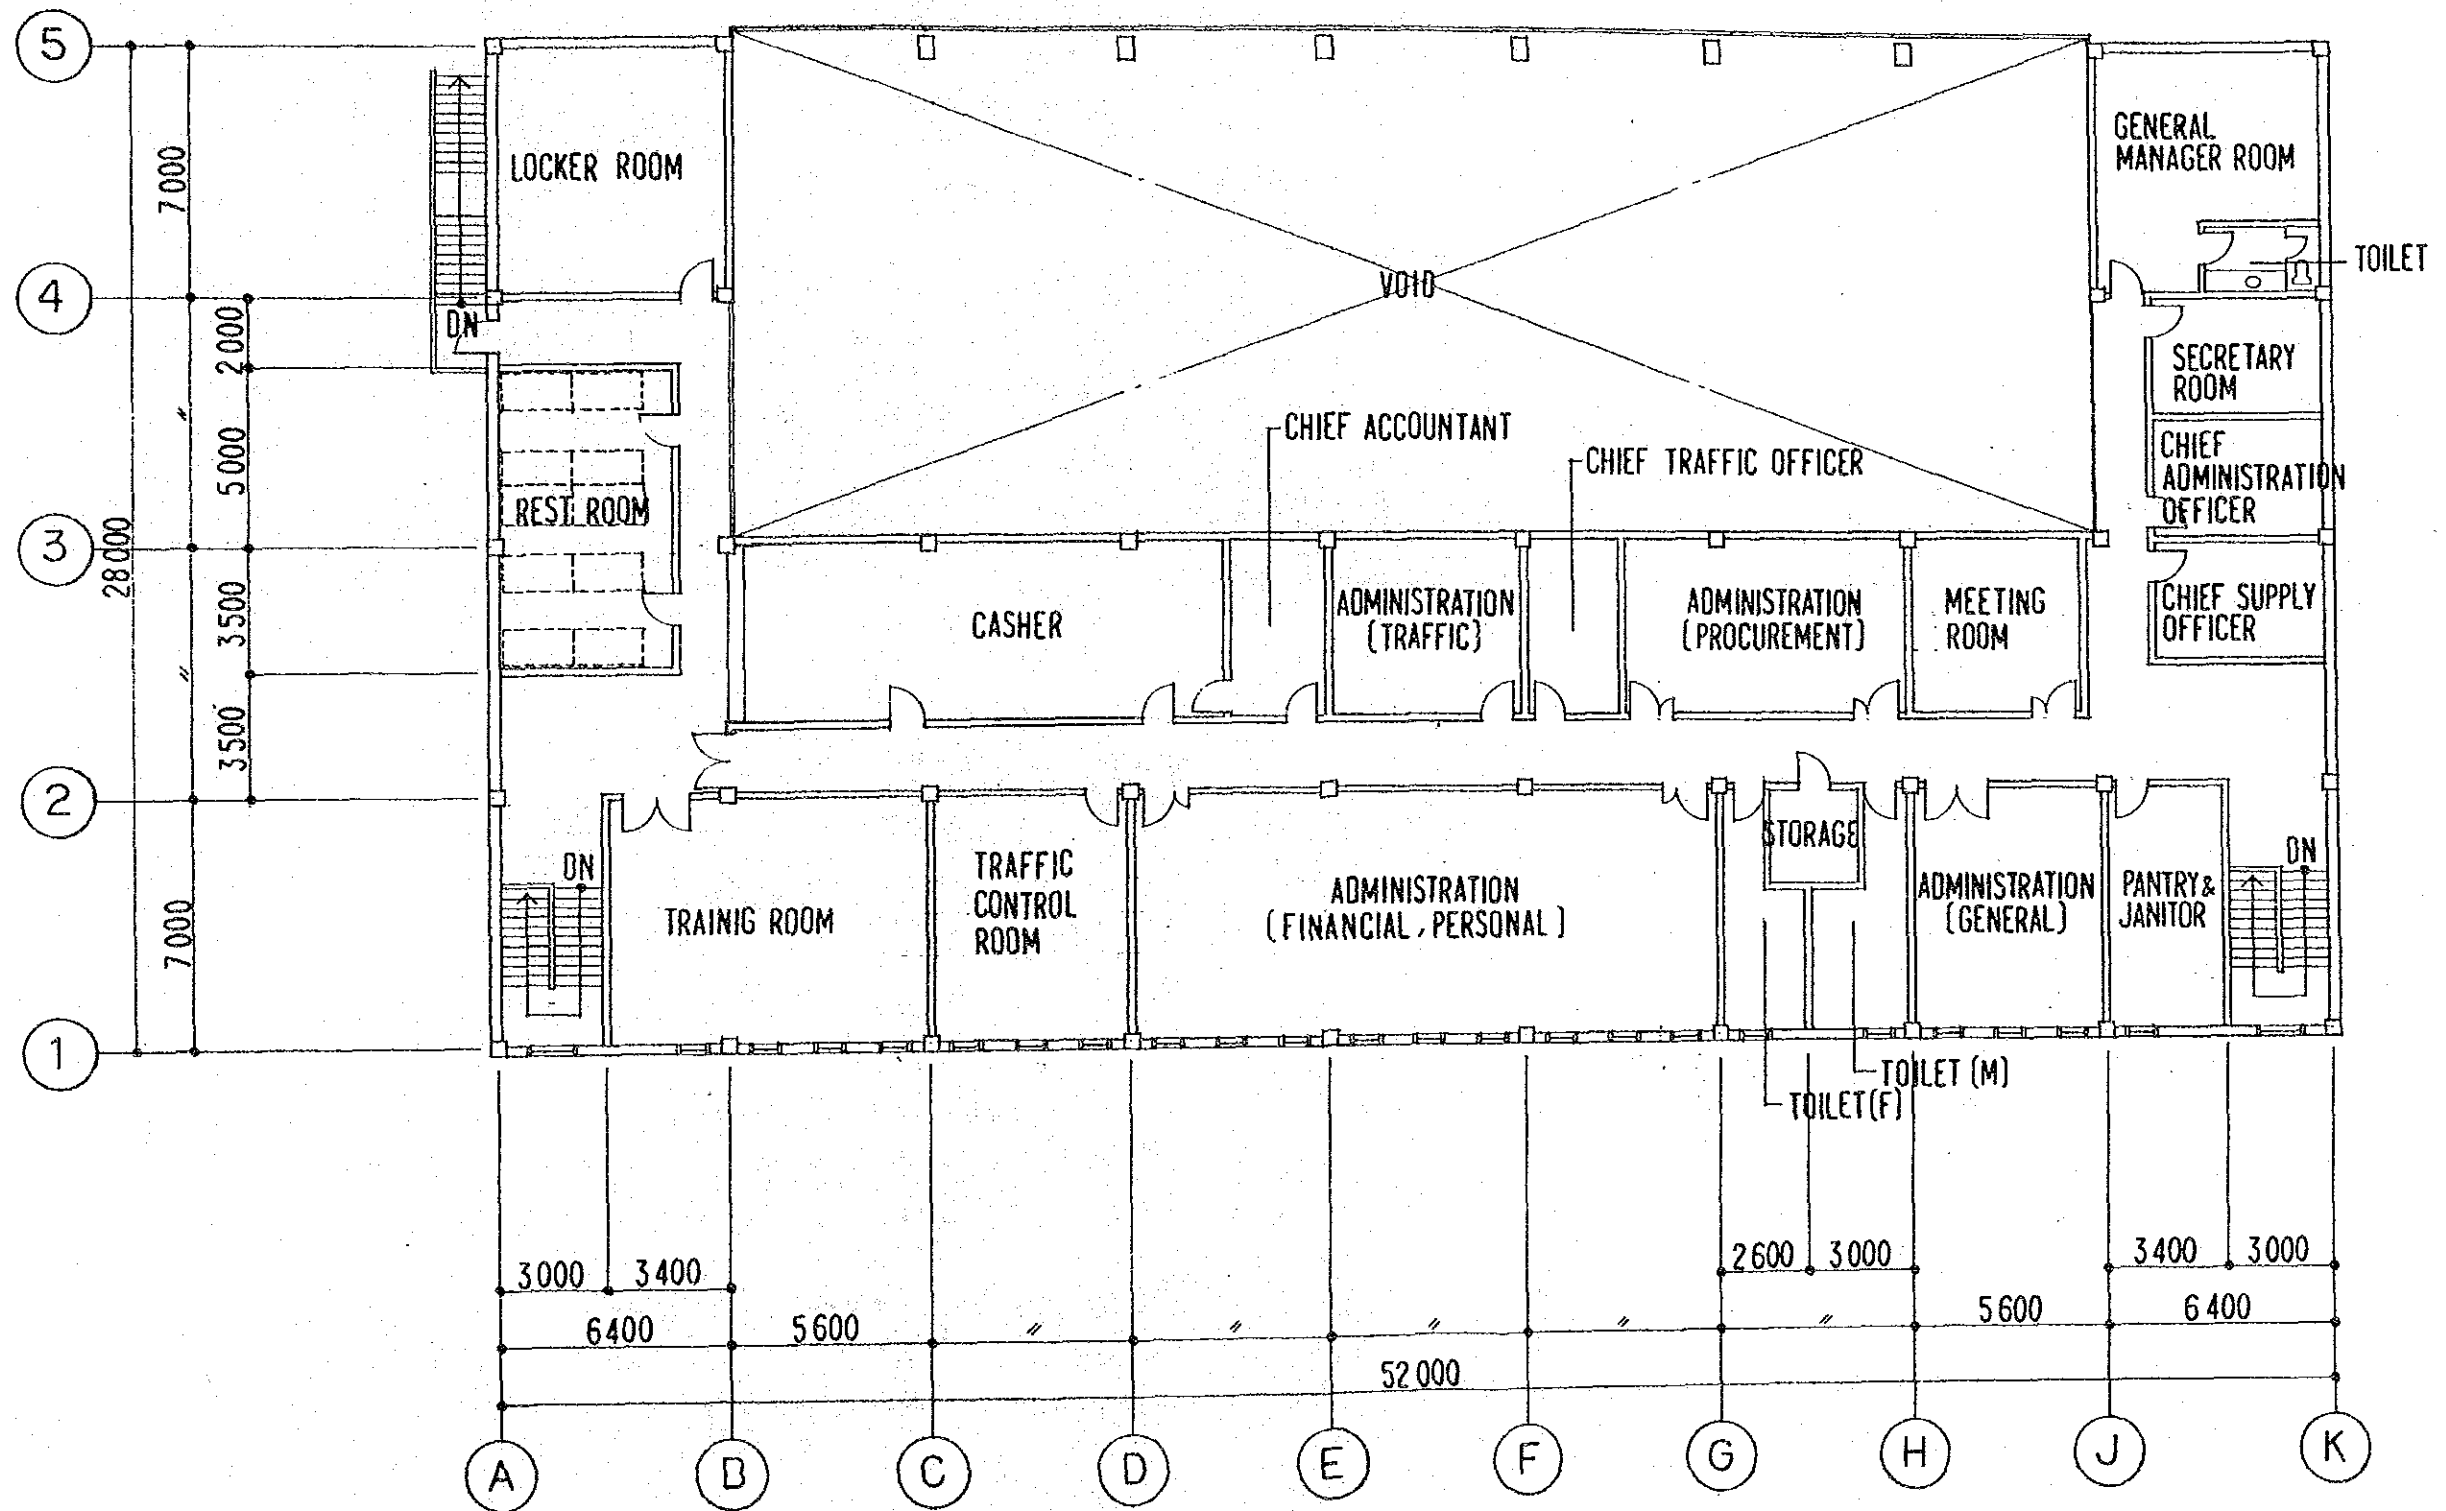 5
4
3
2
1
7000
2000
〃
5000
28000
3500
〃
3500
7000
LOCKER ROOM
DN
REST ROOM
VOID
GENERAL
MANAGER ROOM
TOILET
SECRETARY
ROOM
CHIEF
ADMINISTRATION
OFFICER
CHIEF SUPPLY
OFFICER
CHIEF ACCOUNTANT
CHIEF TRAFFIC OFFICER
CASHER
ADMINISTRATION
(TRAFFIC)
ADMINISTRATION
(PROCUREMENT)
MEETING
ROOM
DN
TRAINIG ROOM
TRAFFIC
CONTROL
ROOM
ADMINISTRATION
(FINANCIAL, PERSONAL)
STORAGE
ADMINISTRATION
(GENERAL)
PANTRY &
JANITOR
DN
TOILET (M)
TOILET (F)
3000 3400 2600 3000 3400 3000
6400 5600 〃 〃 〃 〃 〃 5600 6400
52000
A B C D E F G H J K